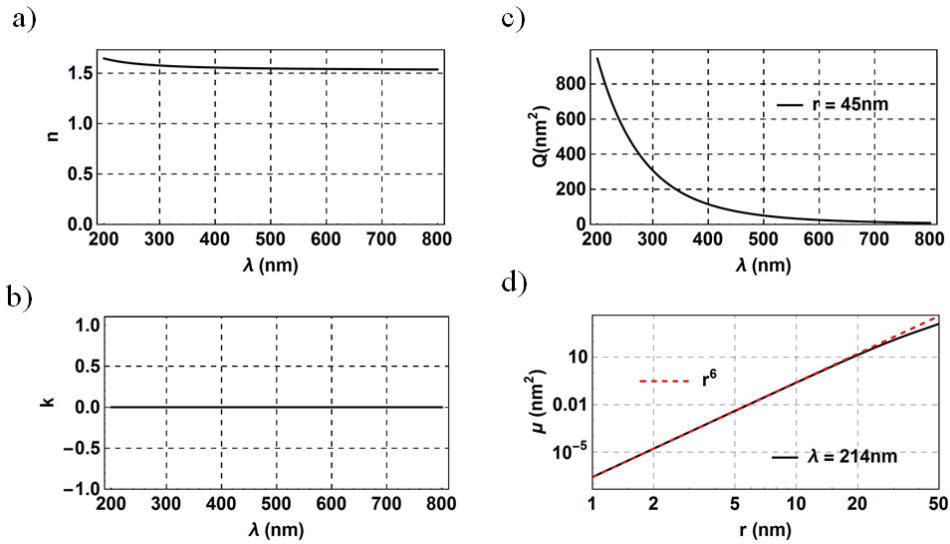 a)
n
1.5
1.0
0.5
0.0
200 300 400 500 600 700 800
λ (nm)
b)
k
1.0
0.5
0.0
−0.5
−1.0
200 300 400 500 600 700 800
λ (nm)
c)
Q(nm²)
800
600
400
200
0
r = 45nm
200 300 400 500 600 700 800
λ (nm)
d)
μ (nm²)
10
0.01
10⁻⁵
r⁶
λ = 214nm
1 2 5 10 20 50
r (nm)